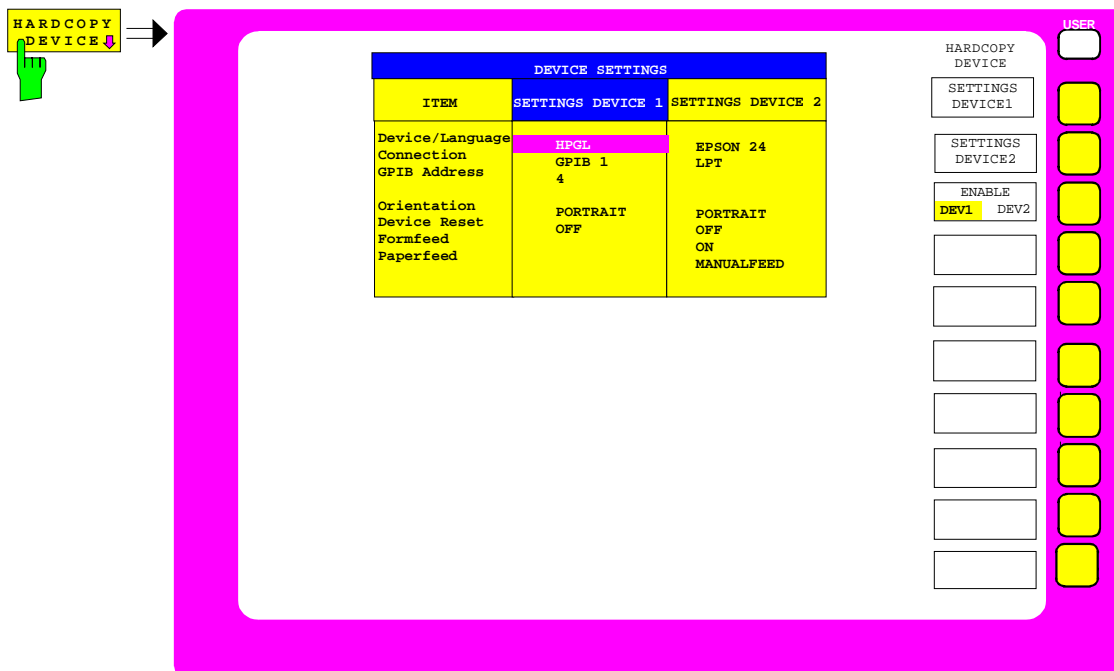 HARDCOPY
DEVICE
USER
HARDCOPY
DEVICE
SETTINGS
DEVICE1
SETTINGS
DEVICE2
ENABLE
DEV1 DEV2
DEVICE SETTINGS
ITEM SETTINGS DEVICE 1 SETTINGS DEVICE 2
Device/Language HPGL EPSON 24
Connection GPIB 1 LPT
GPIB Address 4
Orientation PORTRAIT PORTRAIT
Device Reset OFF OFF
Formfeed ON
Paperfeed MANUALFEED